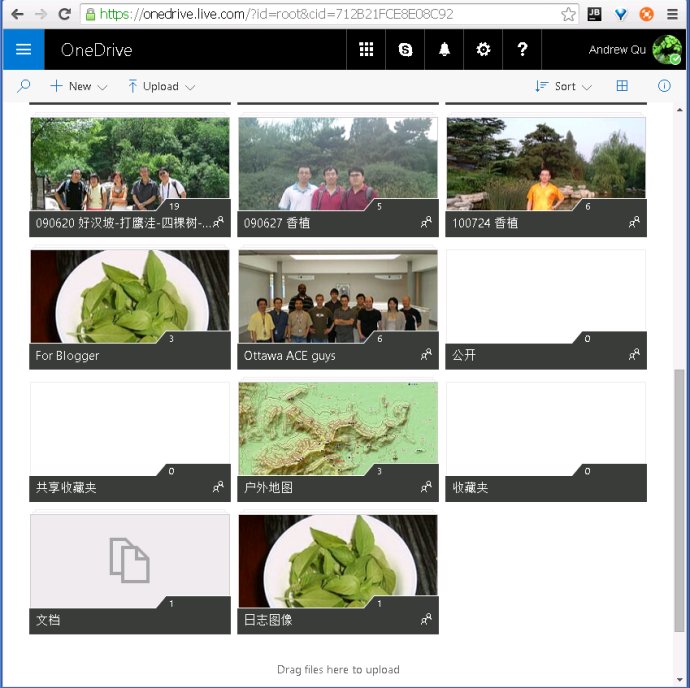 https://onedrive.live.com/?id=root&cid=712B21FCE8E08C92
JB
OneDrive
Andrew Qu
New
Upload
Sort
19
090620 好汉坡-打鹰洼-四棵树-...
5
090627 香植
6
100724 香植
3
For Blogger
6
Ottawa ACE guys
0
公开
0
共享收藏夹
3
户外地图
0
收藏夹
1
文档
1
日志图像
Drag files here to upload